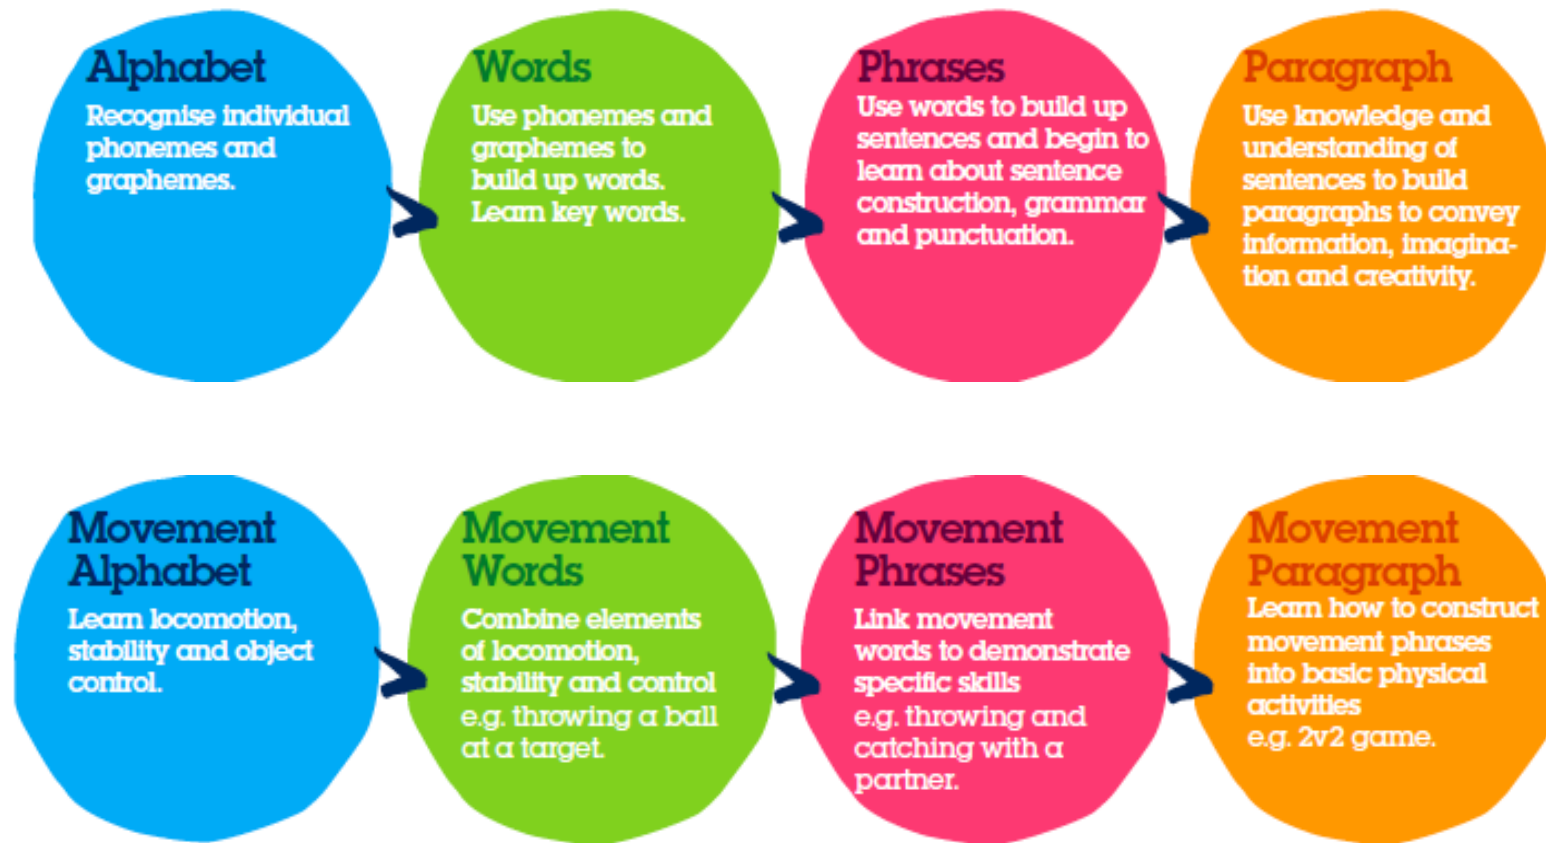 Alphabet
Recognise individual
phonemes and
graphemes.
Words
Use phonemes and
graphemes to
build up words.
Learn key words.
Phrases
Use words to build up
sentences and begin to
learn about sentence
construction, grammar
and punctuation.
Paragraph
Use knowledge and
understanding of
sentences to build
paragraphs to convey
information, imagina-
tion and creativity.
Movement
Alphabet
Learn locomotion,
stability and object
control.
Movement
Words
Combine elements
of locomotion,
stability and control
e.g. throwing a ball
at a target.
Movement
Phrases
Link movement
words to demonstrate
specific skills
e.g. throwing and
catching with a
partner.
Movement
Paragraph
Learn how to construct
movement phrases
into basic physical
activities
e.g. 2v2 game.